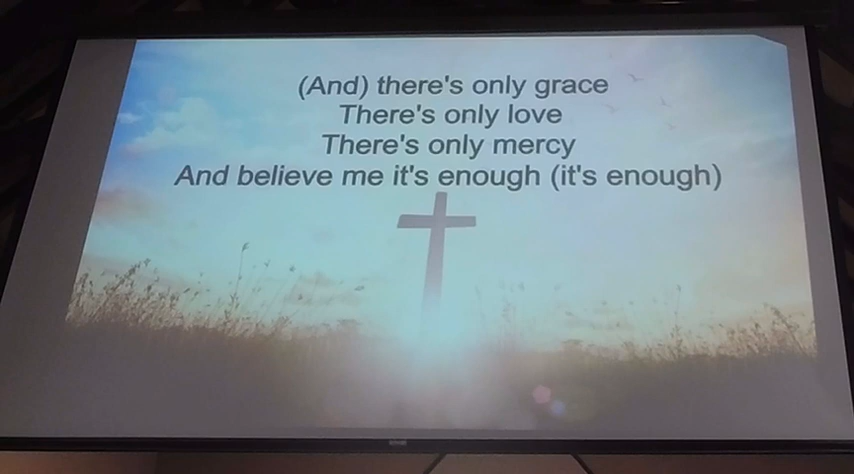 (And) there's only grace
There's only love
There's only mercy
And believe me it's enough (it's enough)